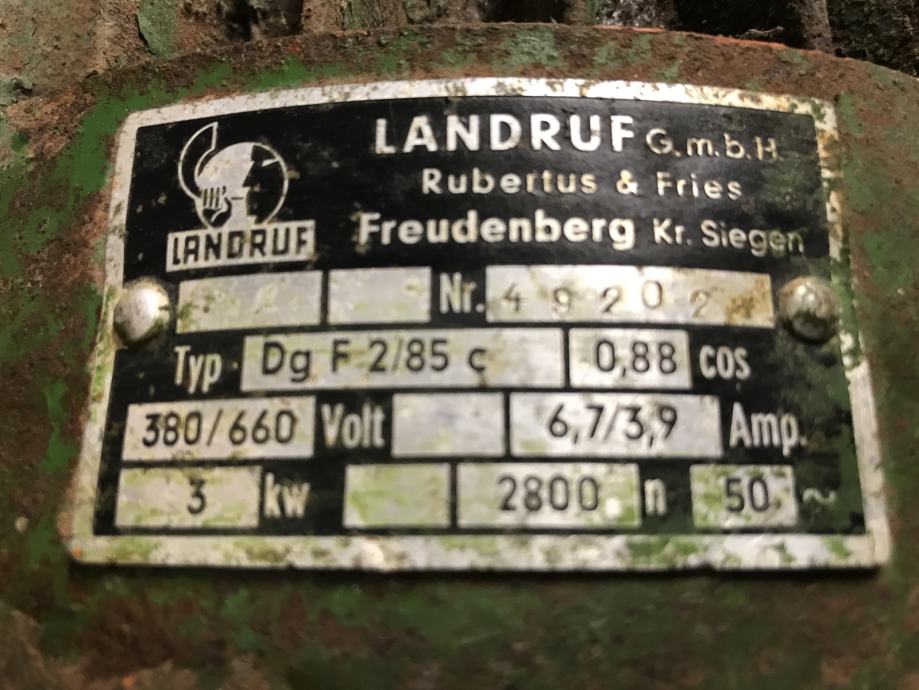 LANDRUF G.m.b.H.
Rubertus & Fries
Freudenberg Kr. Siegen
LANDRUF
Nr. 49202
Typ Dg F 2/85 c 0,88 cos
380/660 Volt 6,7/3,9 Amp.
3 kw 2800 n 50 ~